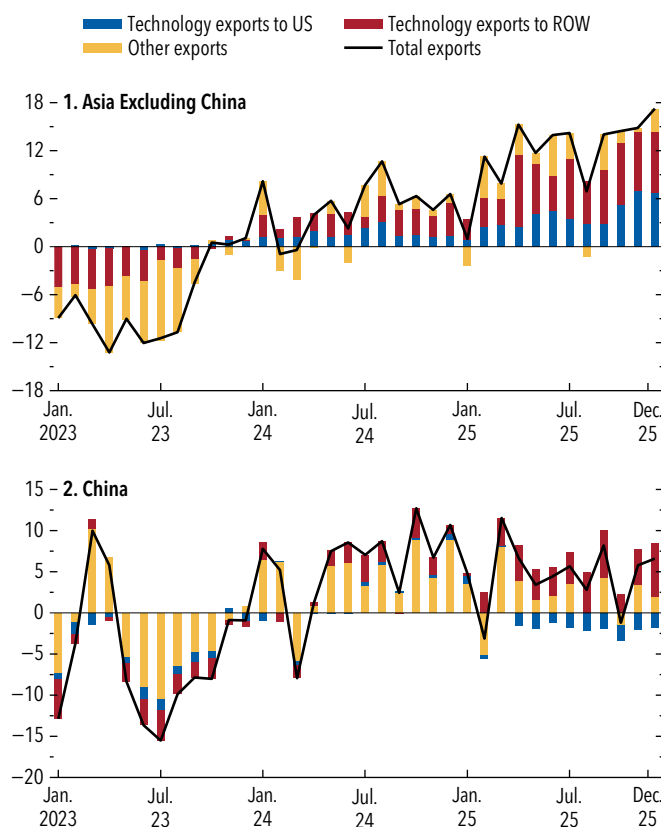 Technology exports to US Technology exports to ROW
Other exports Total exports
1. Asia Excluding China
18
12
6
0
−6
−12
−18
Jan. Jul. Jan. Jul. Jan. Jul. Dec.
2023 23 24 24 25 25 25
2. China
15
10
5
0
−5
−10
−15
−20
Jan. Jul. Jan. Jul. Jan. Jul. Dec.
2023 23 24 24 25 25 25